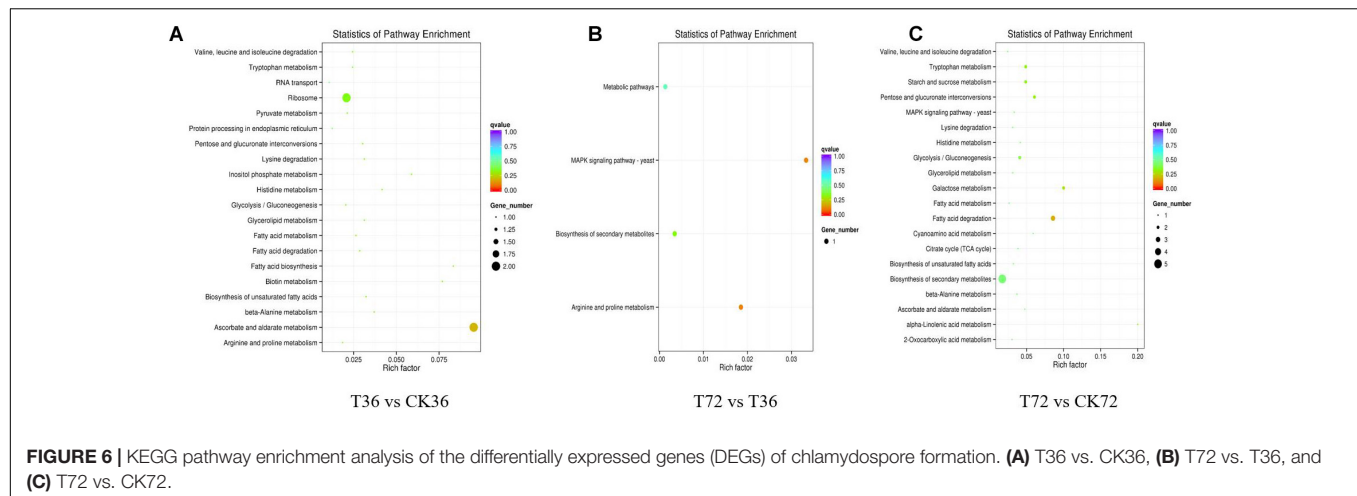 A
Statistics of Pathway Enrichment
Valine, leucine and isoleucine degradation
Tryptophan metabolism
RNA transport
Ribosome
Pyruvate metabolism
Protein processing in endoplasmic reticulum
Pentose and glucuronate interconversions
Lysine degradation
Inositol phosphate metabolism
Histidine metabolism
Glycolysis / Gluconeogenesis
Glycerolipid metabolism
Fatty acid metabolism
Fatty acid degradation
Fatty acid biosynthesis
Biotin metabolism
Biosynthesis of unsaturated fatty acids
beta-Alanine metabolism
Ascorbate and aldarate metabolism
Arginine and proline metabolism
0.025 0.050 0.075
Rich factor
qvalue
1.00
0.75
0.50
0.25
0.00
Gene_number
1.00
1.25
1.50
1.75
2.00
T36 vs CK36
B
Statistics of Pathway Enrichment
Metabolic pathways
MAPK signaling pathway - yeast
Biosynthesis of secondary metabolites
Arginine and proline metabolism
0.00 0.01 0.02 0.03
Rich factor
qvalue
1.00
0.75
0.50
0.25
0.00
Gene_number
1
T72 vs T36
C
Statistics of Pathway Enrichment
Valine, leucine and isoleucine degradation
Tryptophan metabolism
Starch and sucrose metabolism
Pentose and glucuronate interconversions
MAPK signaling pathway - yeast
Lysine degradation
Histidine metabolism
Glycolysis / Gluconeogenesis
Glycerolipid metabolism
Galactose metabolism
Fatty acid metabolism
Fatty acid degradation
Cyanoamino acid metabolism
Citrate cycle (TCA cycle)
Biosynthesis of unsaturated fatty acids
Biosynthesis of secondary metabolites
beta-Alanine metabolism
Ascorbate and aldarate metabolism
alpha-Linolenic acid metabolism
2-Oxocarboxylic acid metabolism
0.05 0.10 0.15 0.20
Rich factor
qvalue
1.00
0.75
0.50
0.25
0.00
Gene_number
1
2
3
4
5
T72 vs CK72
FIGURE 6 | KEGG pathway enrichment analysis of the differentially expressed genes (DEGs) of chlamydospore formation. (A) T36 vs. CK36, (B) T72 vs. T36, and
(C) T72 vs. CK72.